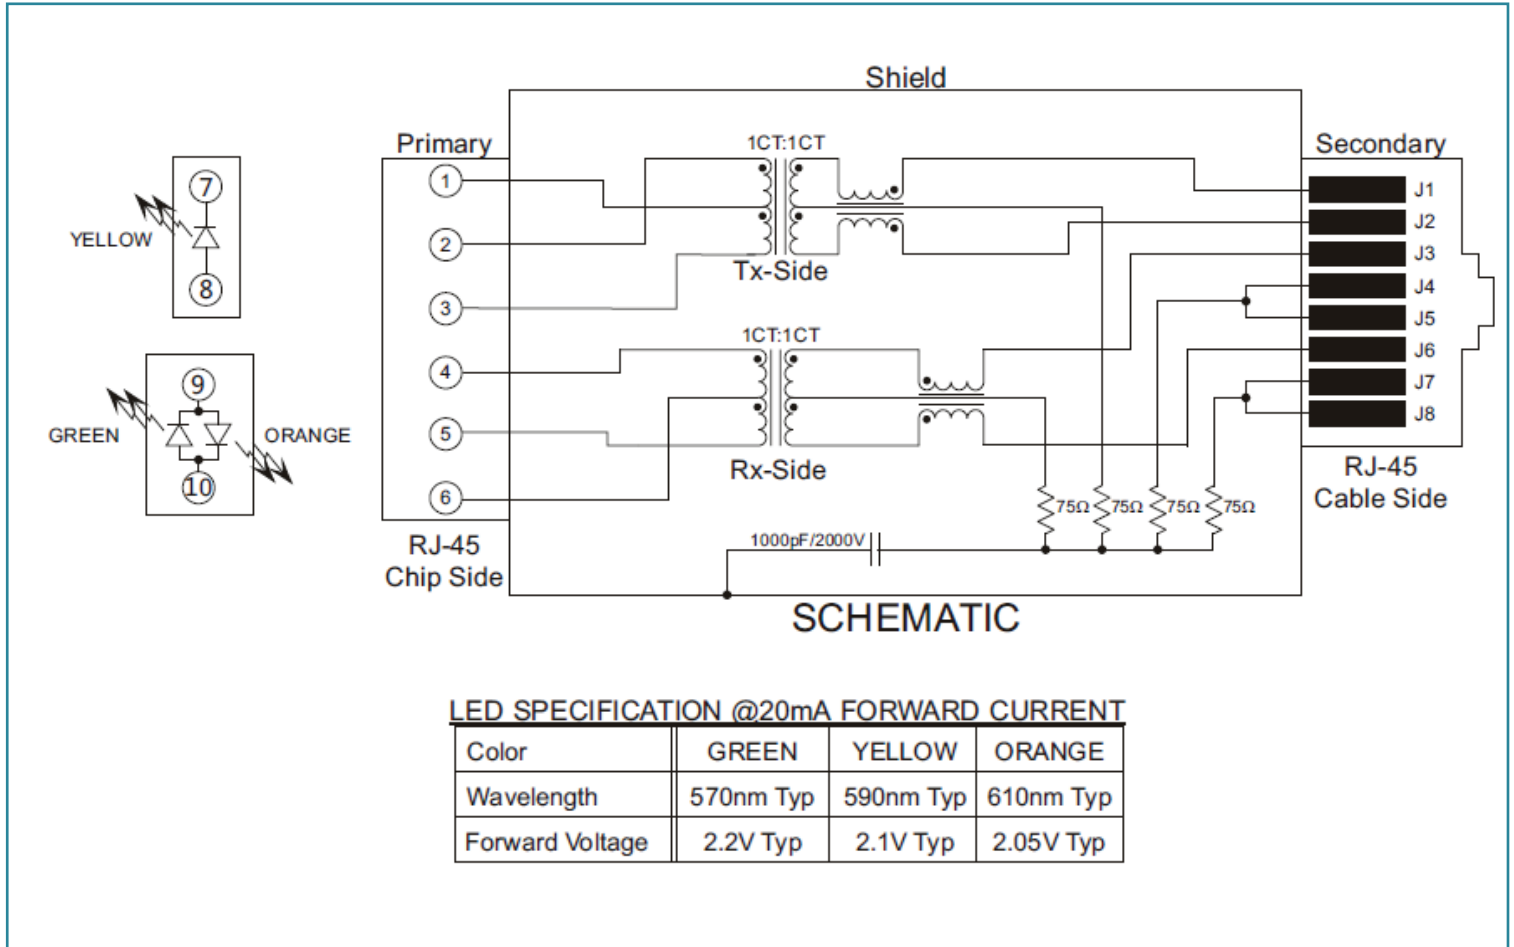 Shield
Primary
1CT:1CT
Secondary
1
J1
7
YELLOW
2
J2
J3
8
Tx-Side
3
J4
J5
1CT:1CT
4
J6
9
J7
GREEN
ORANGE
5
J8
10
Rx-Side
6
RJ-45
Cable Side
75Ω 75Ω 75Ω 75Ω
1000pF/2000V
RJ-45
Chip Side
SCHEMATIC
LED SPECIFICATION @20mA FORWARD CURRENT
Color GREEN YELLOW ORANGE
Wavelength 570nm Typ 590nm Typ 610nm Typ
Forward Voltage 2.2V Typ 2.1V Typ 2.05V Typ